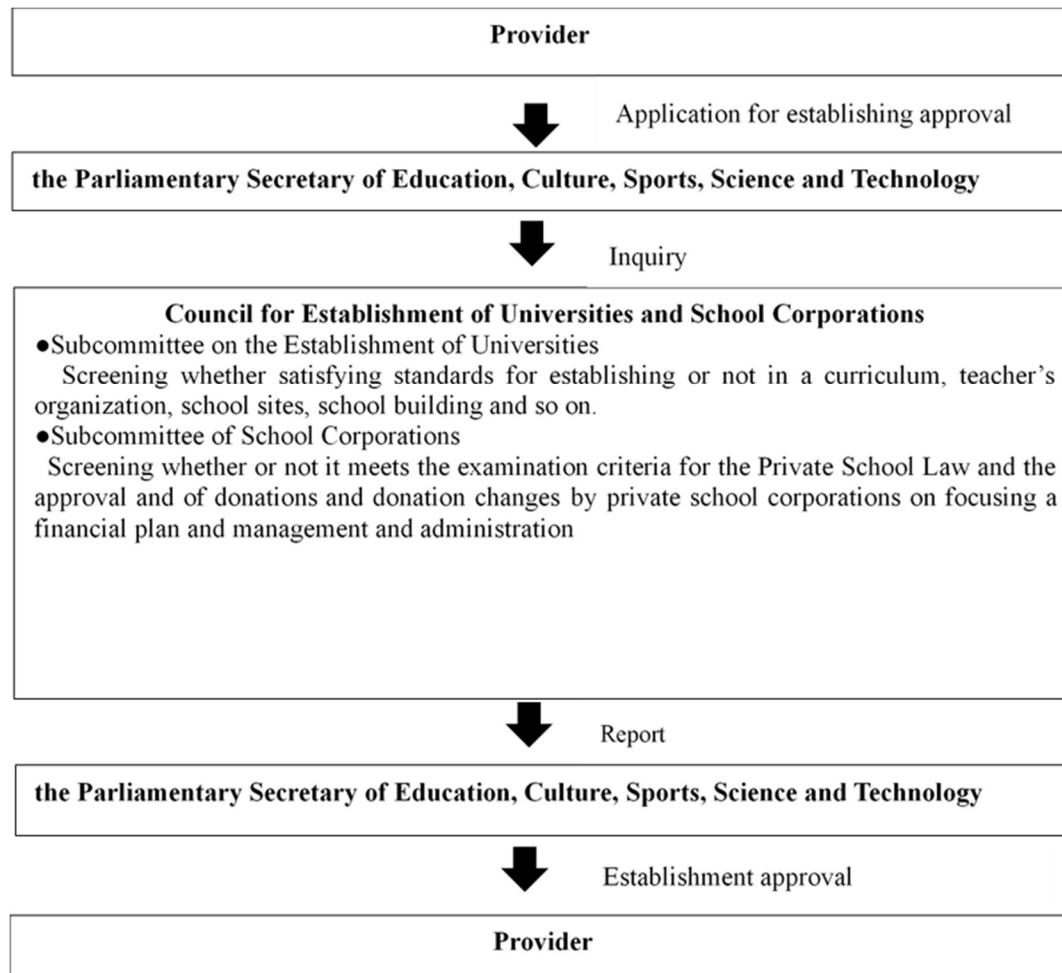 Provider
Application for establishing approval
the Parliamentary Secretary of Education, Culture, Sports, Science and Technology
Inquiry
Council for Establishment of Universities and School Corporations
●Subcommittee on the Establishment of Universities
Screening whether satisfying standards for establishing or not in a curriculum, teacher's
organization, school sites, school building and so on.
●Subcommittee of School Corporations
Screening whether or not it meets the examination criteria for the Private School Law and the
approval and of donations and donation changes by private school corporations on focusing a
financial plan and management and administration
Report
the Parliamentary Secretary of Education, Culture, Sports, Science and Technology
Establishment approval
Provider